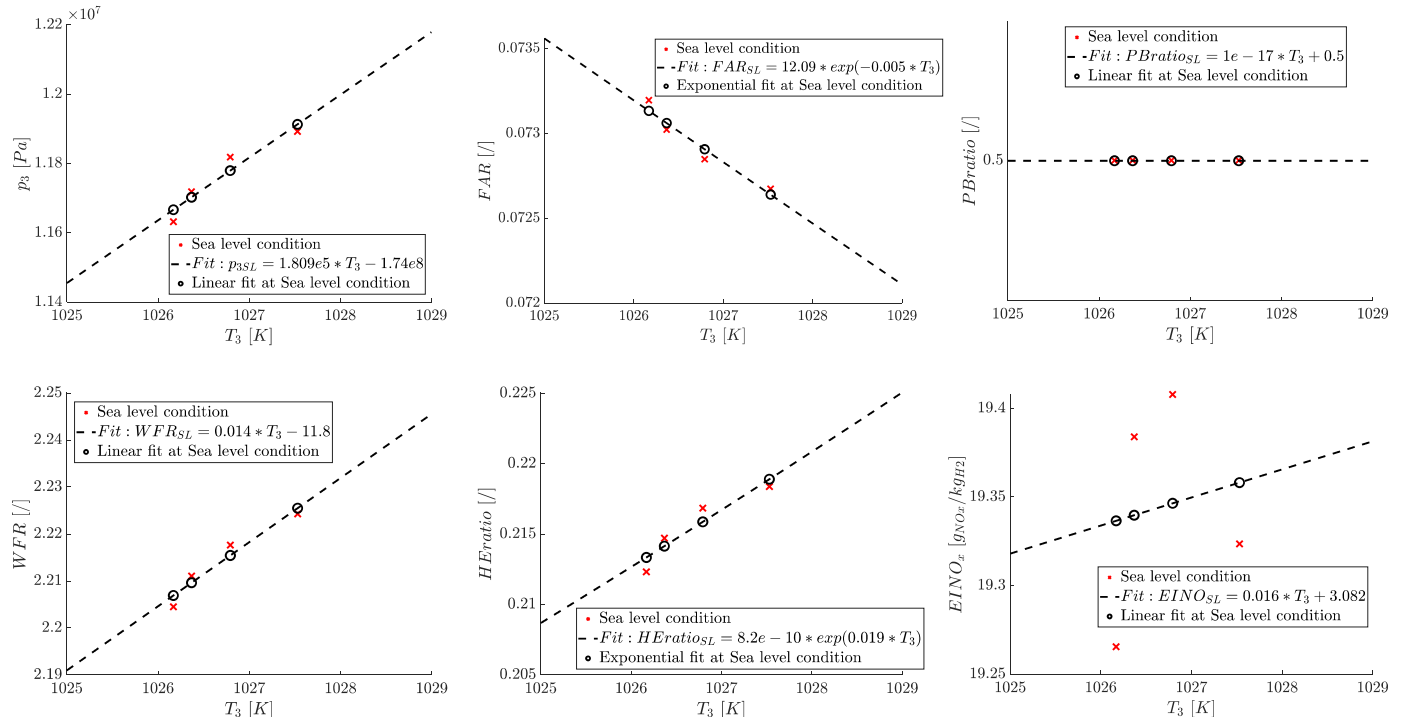 ×10⁷
1.22
1.2
1.18
1.16
1.14
p₃ [Pa]
Sea level condition
Fit : p₃SL = 1.809e5 ∗ T₃ − 1.74e8
Linear fit at Sea level condition
1025 1026 1027 1028 1029
T₃ [K]
0.0735
0.073
0.0725
0.072
FAR [/]
Sea level condition
Fit : FAR_SL = 12.09 ∗ exp(−0.005 ∗ T₃)
Exponential fit at Sea level condition
1025 1026 1027 1028 1029
T₃ [K]
0.5
PBratio [/]
Sea level condition
Fit : PBratio_SL = 1e − 17 ∗ T₃ + 0.5
Linear fit at Sea level condition
1025 1026 1027 1028 1029
T₃ [K]
2.25
2.24
2.23
2.22
2.21
2.2
2.19
WFR [/]
Sea level condition
Fit : WFR_SL = 0.014 ∗ T₃ − 11.8
Linear fit at Sea level condition
1025 1026 1027 1028 1029
T₃ [K]
0.225
0.22
0.215
0.21
0.205
HEratio [/]
Sea level condition
Fit : HEratio_SL = 8.2e − 10 ∗ exp(0.019 ∗ T₃)
Exponential fit at Sea level condition
1025 1026 1027 1028 1029
T₃ [K]
19.4
19.35
19.3
19.25
EINOₓ [g_NOx/kg_H2]
Sea level condition
Fit : EINO_SL = 0.016 ∗ T₃ + 3.082
Linear fit at Sea level condition
1025 1026 1027 1028 1029
T₃ [K]